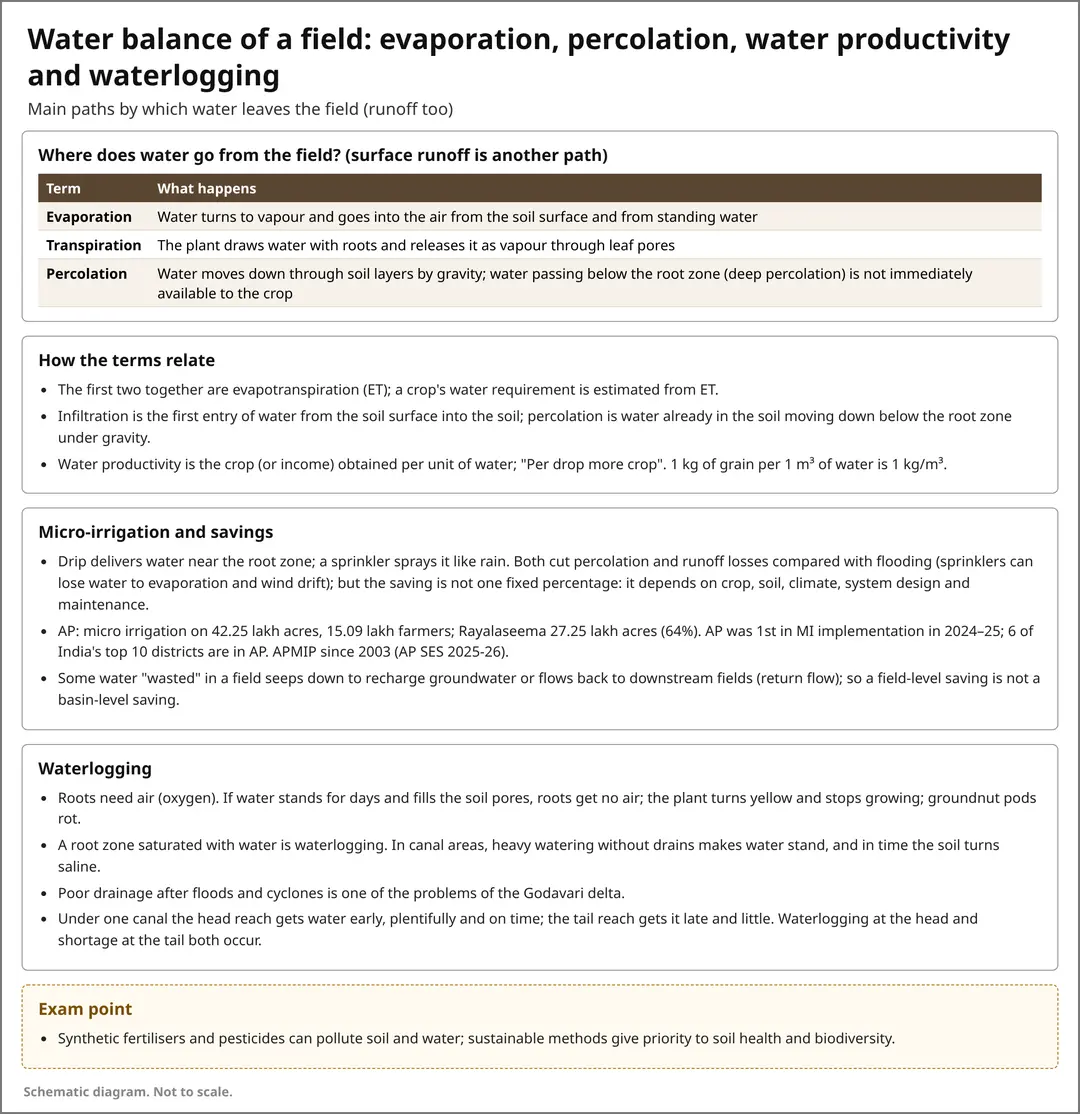 Water balance of a field: evaporation, percolation, water productivity
and waterlogging
Main paths by which water leaves the field (runoff too)
Where does water go from the field? (surface runoff is another path)
Term What happens
Evaporation Water turns to vapour and goes into the air from the soil surface and from standing water
Transpiration The plant draws water with roots and releases it as vapour through leaf pores
Percolation Water moves down through soil layers by gravity; water passing below the root zone (deep percolation) is not immediately
available to the crop
How the terms relate
• The first two together are evapotranspiration (ET); a crop's water requirement is estimated from ET.
• Infiltration is the first entry of water from the soil surface into the soil; percolation is water already in the soil moving down below the root zone
under gravity.
• Water productivity is the crop (or income) obtained per unit of water; "Per drop more crop". 1 kg of grain per 1 m³ of water is 1 kg/m³.
Micro-irrigation and savings
• Drip delivers water near the root zone; a sprinkler sprays it like rain. Both cut percolation and runoff losses compared with flooding (sprinklers can
lose water to evaporation and wind drift); but the saving is not one fixed percentage: it depends on crop, soil, climate, system design and
maintenance.
• AP: micro irrigation on 42.25 lakh acres, 15.09 lakh farmers; Rayalaseema 27.25 lakh acres (64%). AP was 1st in MI implementation in 2024–25; 6 of
India's top 10 districts are in AP. APMIP since 2003 (AP SES 2025-26).
• Some water "wasted" in a field seeps down to recharge groundwater or flows back to downstream fields (return flow); so a field-level saving is not a
basin-level saving.
Waterlogging
• Roots need air (oxygen). If water stands for days and fills the soil pores, roots get no air; the plant turns yellow and stops growing; groundnut pods
rot.
• A root zone saturated with water is waterlogging. In canal areas, heavy watering without drains makes water stand, and in time the soil turns
saline.
• Poor drainage after floods and cyclones is one of the problems of the Godavari delta.
• Under one canal the head reach gets water early, plentifully and on time; the tail reach gets it late and little. Waterlogging at the head and
shortage at the tail both occur.
Exam point
• Synthetic fertilisers and pesticides can pollute soil and water; sustainable methods give priority to soil health and biodiversity.
Schematic diagram. Not to scale.